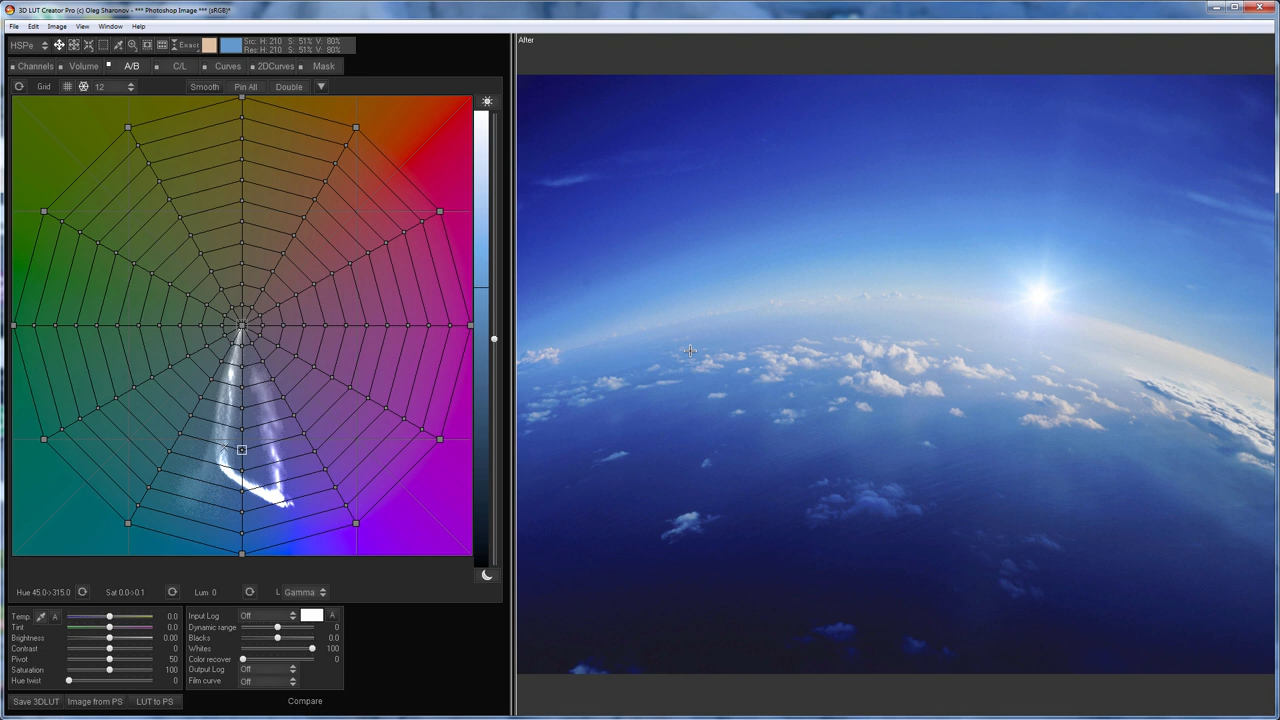 3D LUT Creator Pro (c) Oleg Sharonov - *** Photoshop Image *** (sRGB)*
File Edit Image View Window Help
HSPe Exact Src: H: 210 S: 51% V: 80%
Res: H: 210 S: 51% V: 80%
After
Channels Volume A/B C/L Curves 2DCurves Mask
Grid 12 Smooth Pin All Double
Hue 45.0->315.0 Sat 0.0->0.1 Lum 0 L Gamma
Temp. A 0.0 Input Log Off A
Tint 0.0 Dynamic range 0
Brightness 0.00 Blacks 0.0
Contrast 0 Whites 100
Pivot 50 Color recover 0
Saturation 100 Output Log Off
Hue twist 0 Film curve Off
Save 3DLUT Image from PS LUT to PS Compare